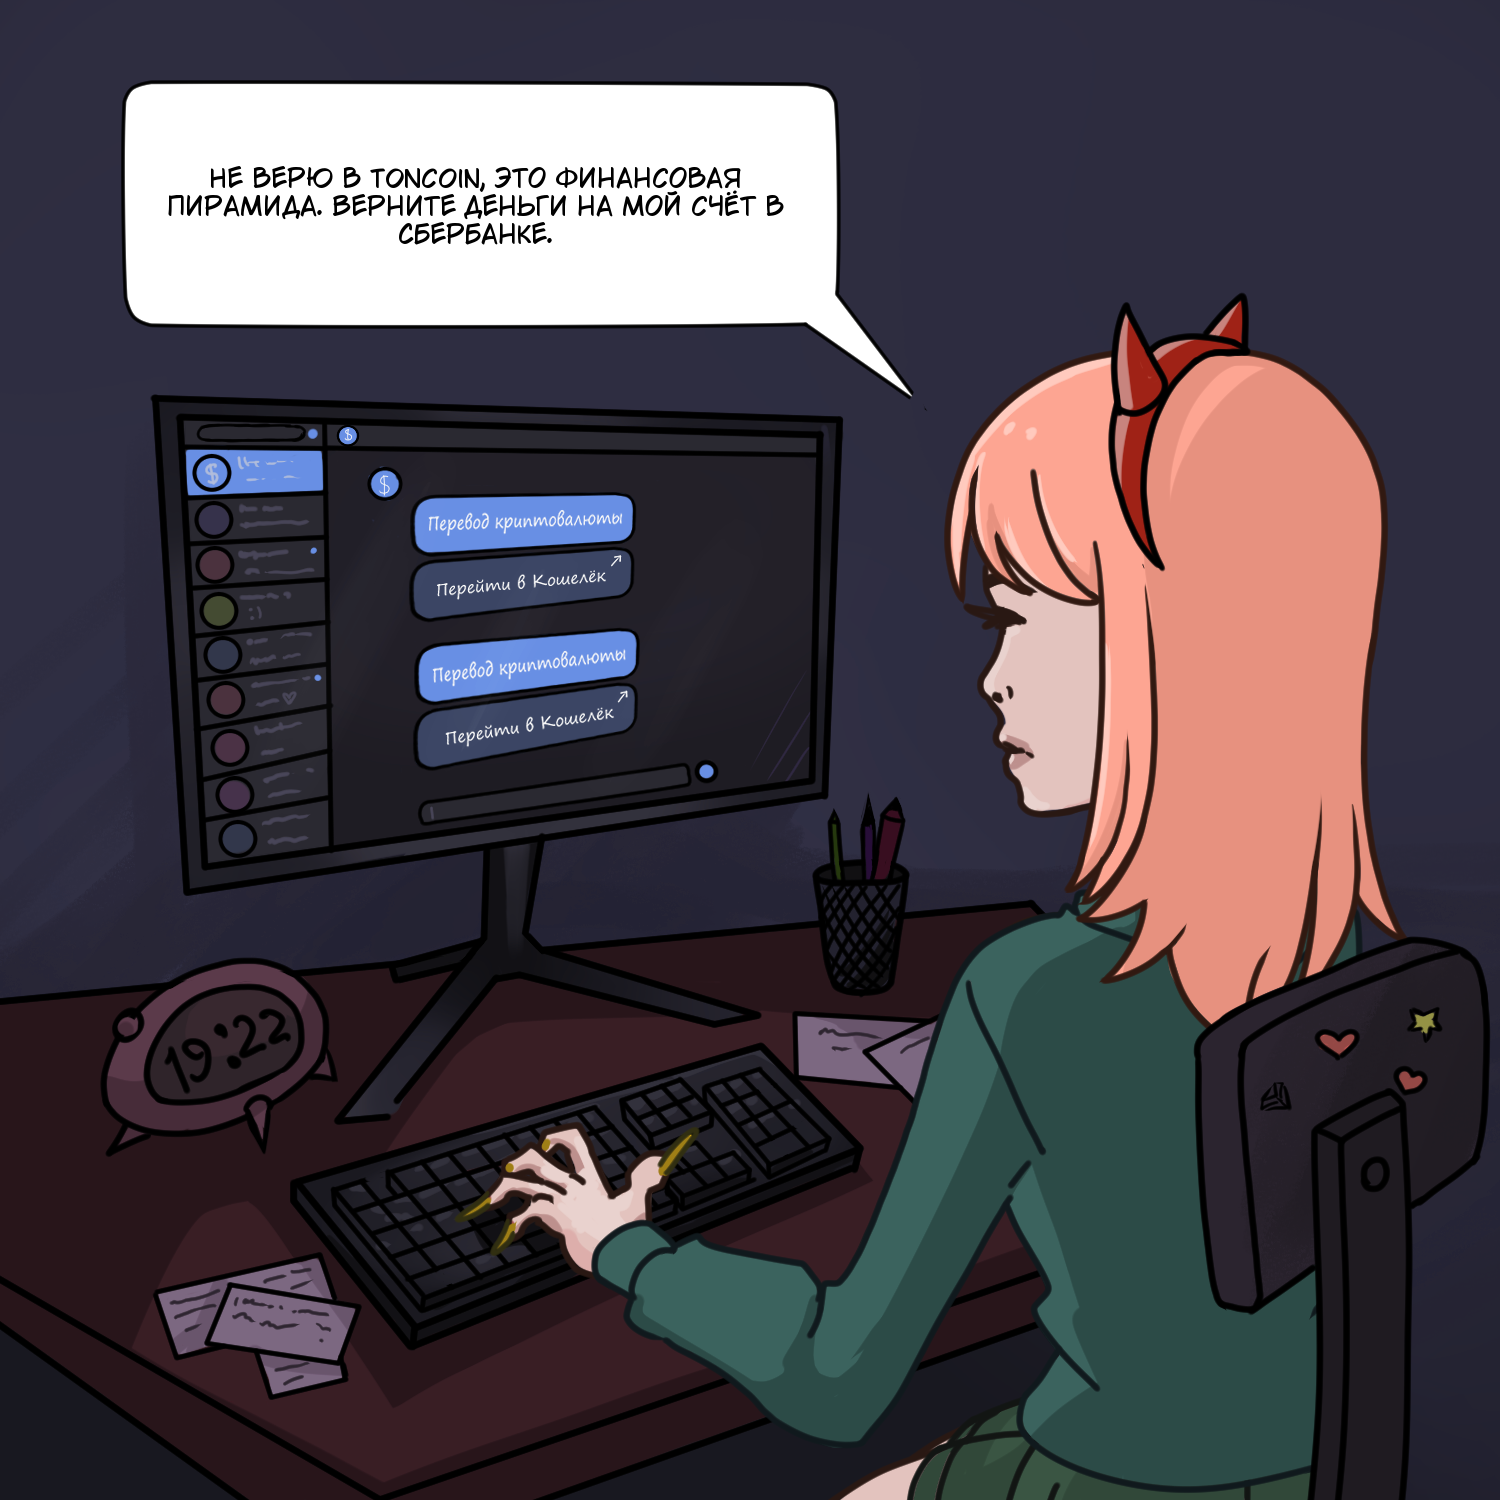 НЕ ВЕРЮ В TONCOIN, ЭТО ФИНАНСОВАЯ
ПИРАМИДА. ВЕРНИТЕ ДЕНЬГИ НА МОЙ СЧЁТ В
СБЕРБАНКЕ.
$
$
$
Перевод криптовалюты
Перейти в Кошелёк
:)
Перевод криптовалюты
Перейти в Кошелёк
19:22